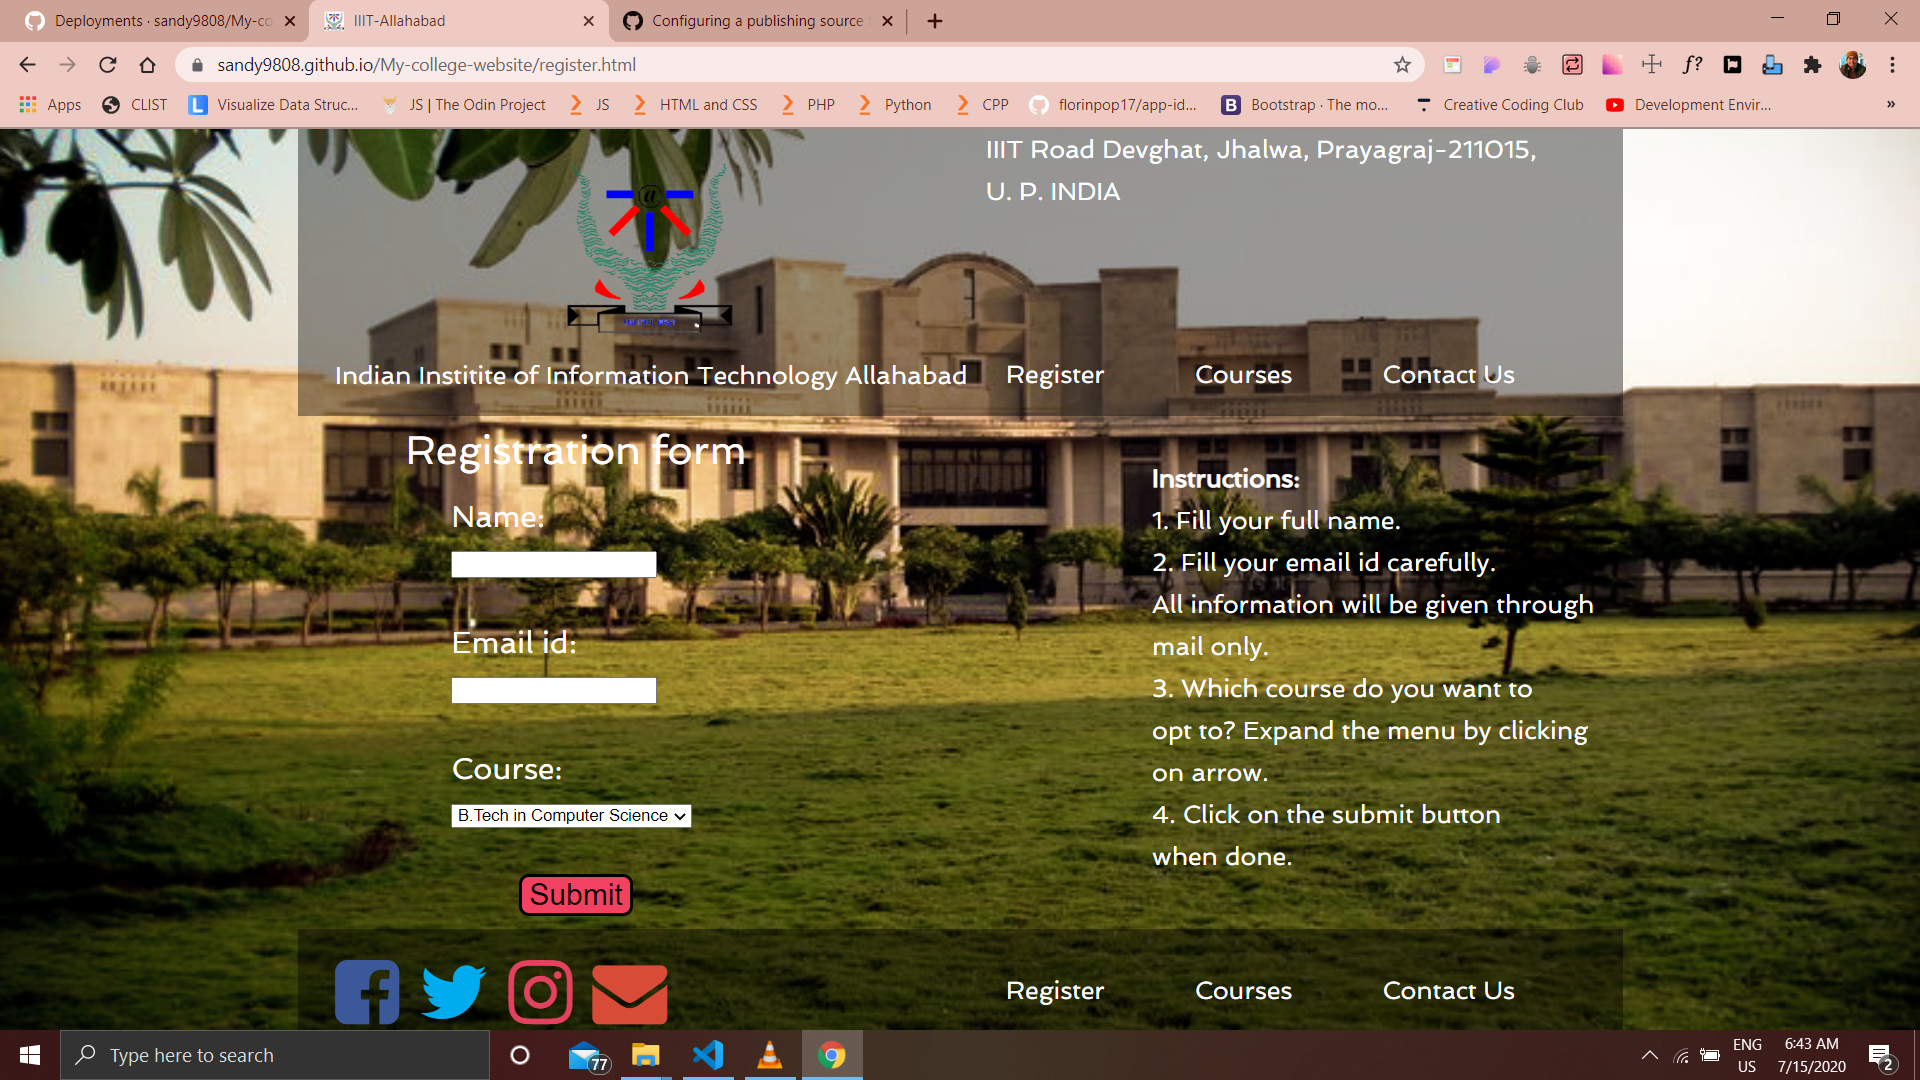 Deployments · sandy9808/My-co
IIIT-Allahabad
Configuring a publishing source
sandy9808.github.io/My-college-website/register.html
Apps
CLIST
Visualize Data Struc...
JS | The Odin Project
JS
HTML and CSS
PHP
Python
CPP
florinpop17/app-id...
Bootstrap · The mo...
Creative Coding Club
Development Envir...
»
IIIT Road Devghat, Jhalwa, Prayagraj-211015,
U. P. INDIA
@
Indian Institite of Information Technology Allahabad
Register
Courses
Contact Us
Registration form
Name:
Email id:
Course:
B.Tech in Computer Science
Submit
Instructions:
1. Fill your full name.
2. Fill your email id carefully.
All information will be given through
mail only.
3. Which course do you want to
opt to? Expand the menu by clicking
on arrow.
4. Click on the submit button
when done.
Register
Courses
Contact Us
Type here to search
77
ENG
US
6:43 AM
7/15/2020
2